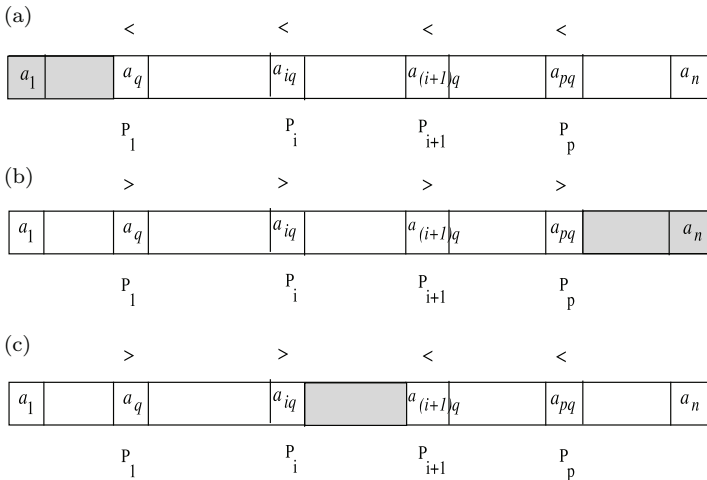 (a)
< < < <
a1 aq aiq a(i+1)q apq an
P1 Pi Pi+1 Pp
(b)
> > > >
a1 aq aiq a(i+1)q apq an
P1 Pi Pi+1 Pp
(c)
> > < <
a1 aq aiq a(i+1)q apq an
P1 Pi Pi+1 Pp